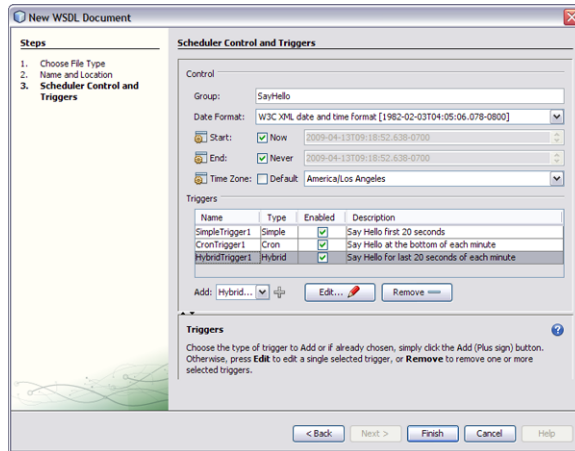 New WSDL Document
Steps
1. Choose File Type
2. Name and Location
3. Scheduler Control and
Triggers
Scheduler Control and Triggers
Control
Group: SayHello
Date Format: W3C XML date and time format [1982-02-03T04:05:06.078-0800]
Start: Now 2009-04-13T09:18:52.638-0700
End: Never 2009-04-13T09:18:52.638-0700
Time Zone: Default America/Los Angeles
Triggers
Name Type Enabled Description
SimpleTrigger1 Simple Say Hello first 20 seconds
CronTrigger1 Cron Say Hello at the bottom of each minute
HybridTrigger1 Hybrid Say Hello for last 20 seconds of each minute
Add: Hybrid... Edit... Remove
Triggers
Choose the type of trigger to Add or if already chosen, simply click the Add (Plus sign) button.
Otherwise, press Edit to edit a single selected trigger, or Remove to remove one or more
selected triggers.
< Back Next > Finish Cancel Help